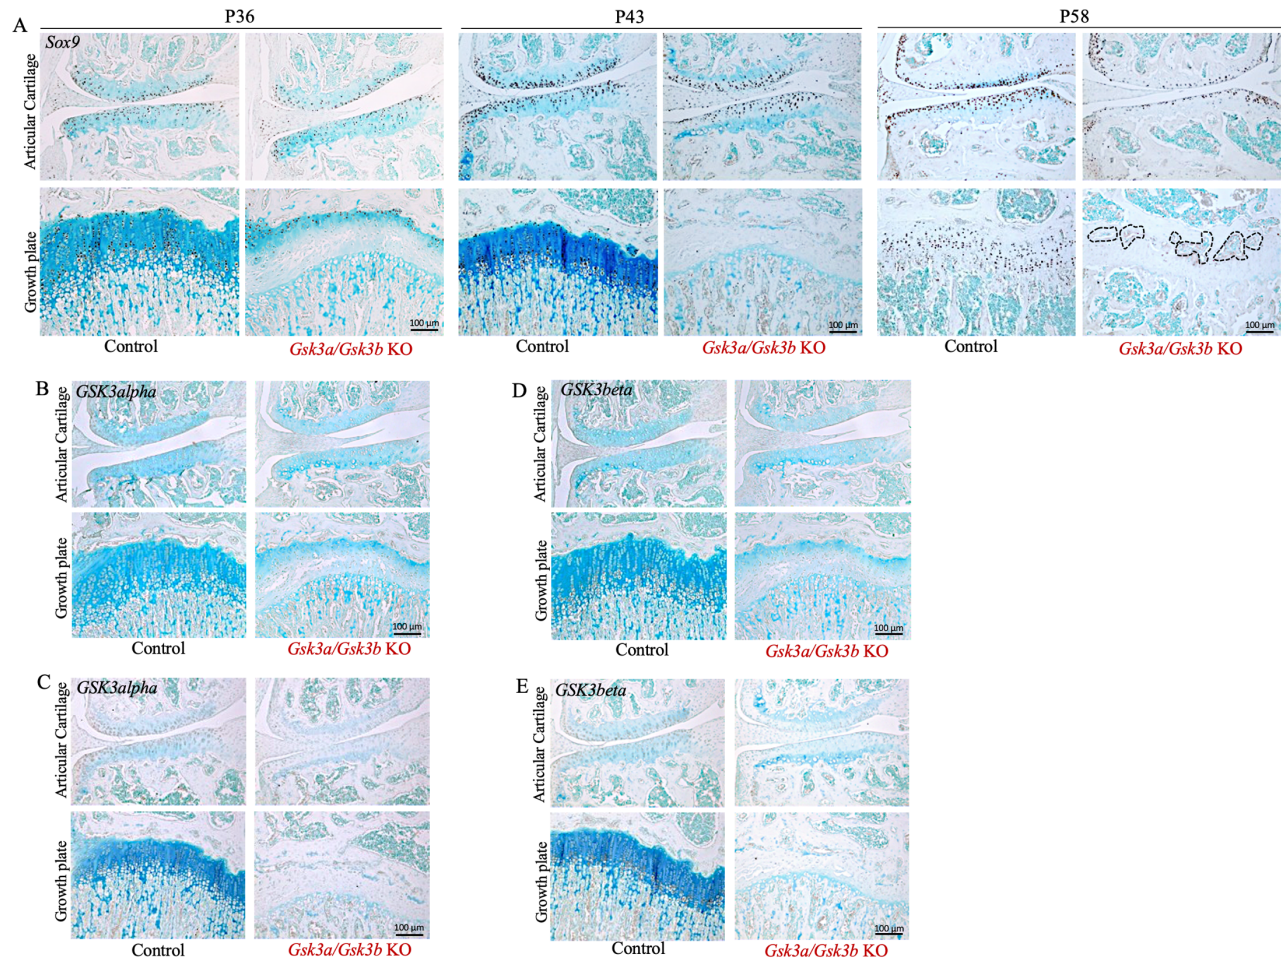 P36
P43
P58
A
Sox9
Articular Cartilage
Growth plate
100 µm
100 µm
100 µm
Control
Gsk3a/Gsk3b KO
Control
Gsk3a/Gsk3b KO
Control
Gsk3a/Gsk3b KO
B
GSK3alpha
Articular Cartilage
Growth plate
100 µm
Control
Gsk3a/Gsk3b KO
D
GSK3beta
Articular Cartilage
Growth plate
100 µm
Control
Gsk3a/Gsk3b KO
C
GSK3alpha
Articular Cartilage
Growth plate
100 µm
Control
Gsk3a/Gsk3b KO
E
GSK3beta
Articular Cartilage
Growth plate
100 µm
Control
Gsk3a/Gsk3b KO